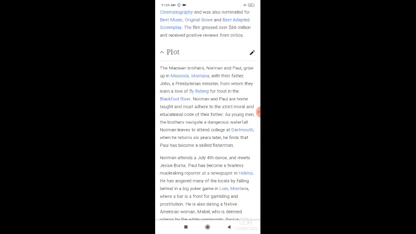 Cinematography and was also nominated for
Best Music, Original Score and Best Adapted
Screenplay. The film grossed over $66 million
and received positive reviews from critics.
Plot
The Maclean brothers, Norman and Paul, grow
up in Missoula, Montana, with their father,
John, a Presbyterian minister, from whom they
learn a love of fly fishing for trout in the
Blackfoot River. Norman and Paul are home
taught and must adhere to the strict moral and
educational code of their father. As young men,
the brothers navigate a dangerous waterfall.
Norman leaves to attend college at Dartmouth;
when he returns six years later, he finds that
Paul has become a skilled fisherman.
Norman attends a July 4th dance, and meets
Jessie Burns. Paul has become a fearless
muckraking reporter at a newspaper in Helena.
He has angered many of the locals by falling
behind in a big poker game in Lolo, Montana,
where a bar is a front for gambling and
prostitution. He is also dating a Native
American woman, Mabel, who is deemed